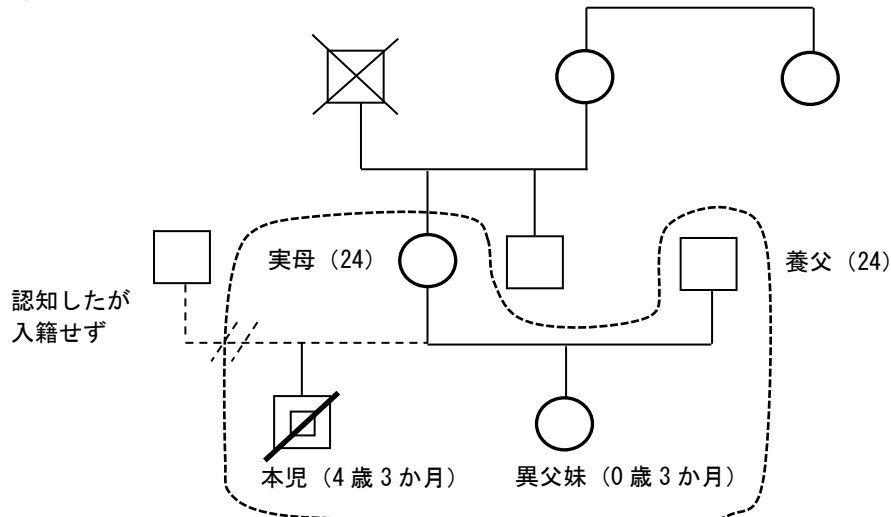 実母（24）
養父（24）
認知したが
入籍せず
本児（4 歳 3 か月）
異父妹（0 歳 3 か月）